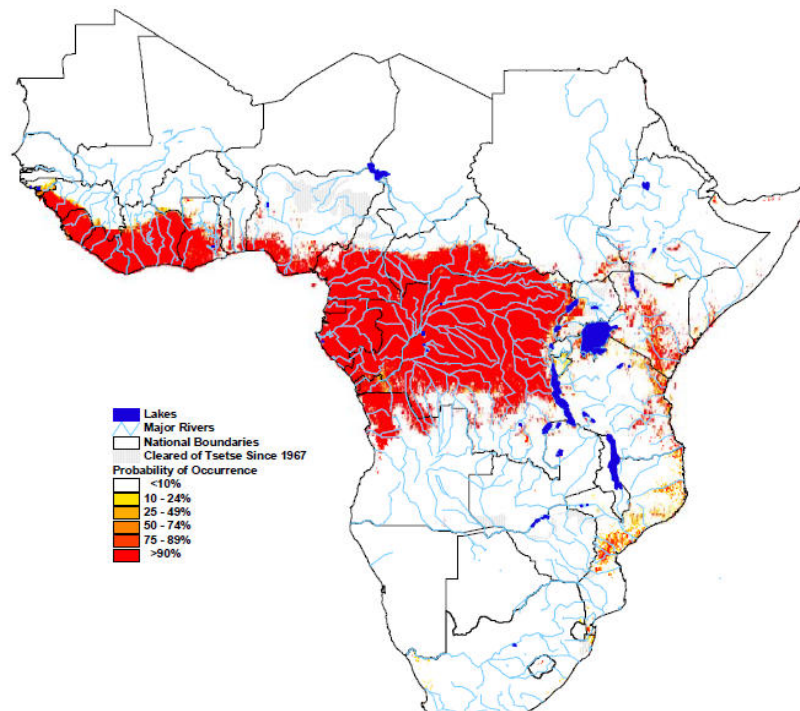 Lakes
Major Rivers
National Boundaries
Cleared of Tsetse Since 1967
Probability of Occurrence
<10%
10 - 24%
25 - 49%
50 - 74%
75 - 89%
>90%